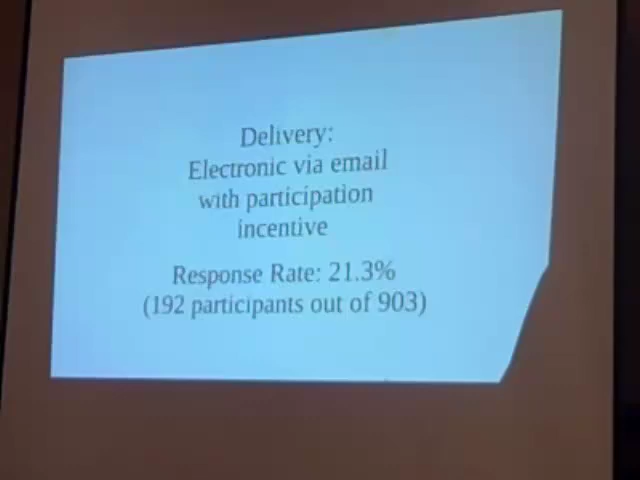 Delivery:
Electronic via email
with participation
incentive
Response Rate: 21.3%
(192 participants out of 903)